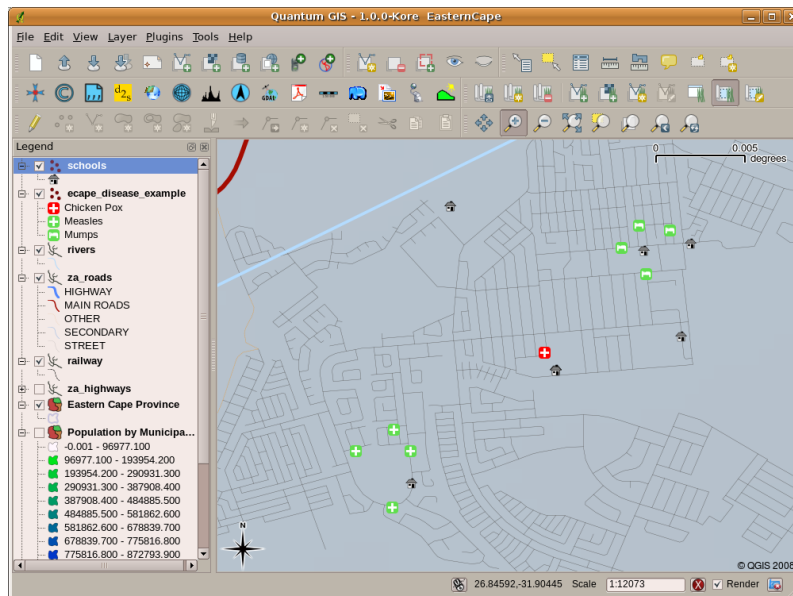 Quantum GIS - 1.0.0-Kore EasternCape
File Edit View Layer Plugins Tools Help
Legend
schools
ecape_disease_example
Chicken Pox
Measles
Mumps
rivers
za_roads
HIGHWAY
MAIN ROADS
OTHER
SECONDARY
STREET
railway
za_highways
Eastern Cape Province
Population by Municipa...
-0.001 - 96977.100
96977.100 - 193954.200
193954.200 - 290931.300
290931.300 - 387908.400
387908.400 - 484885.500
484885.500 - 581862.600
581862.600 - 678839.700
678839.700 - 775816.800
775816.800 - 872793.900
0 0.005
degrees
N
© QGIS 2008
26.84592,-31.90445 Scale 1:12073 Render